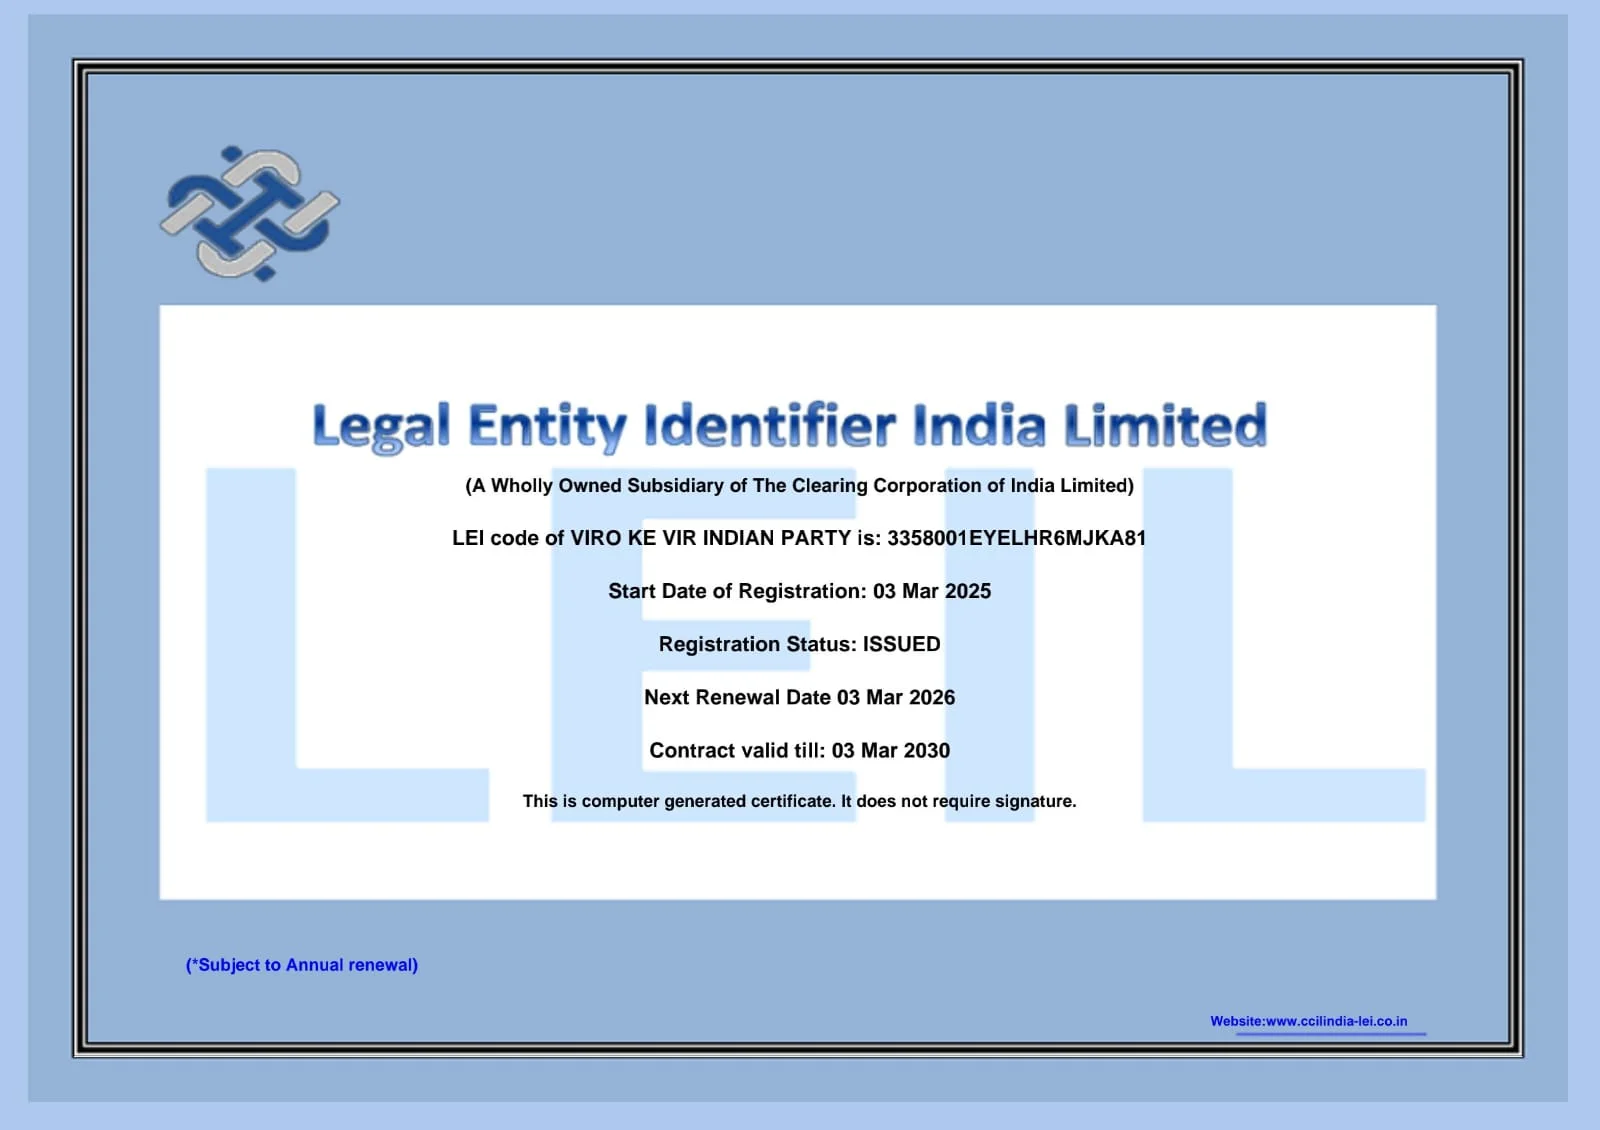 Legal Entity Identifier India Limited
(A Wholly Owned Subsidiary of The Clearing Corporation of India Limited)
LEI code of VIRO KE VIR INDIAN PARTY is: 3358001EYELHR6MJKA81
Start Date of Registration: 03 Mar 2025
Registration Status: ISSUED
Next Renewal Date 03 Mar 2026
Contract valid till: 03 Mar 2030
This is computer generated certificate. It does not require signature.
LEIL
(*Subject to Annual renewal)
Website:www.ccilindia-lei.co.in